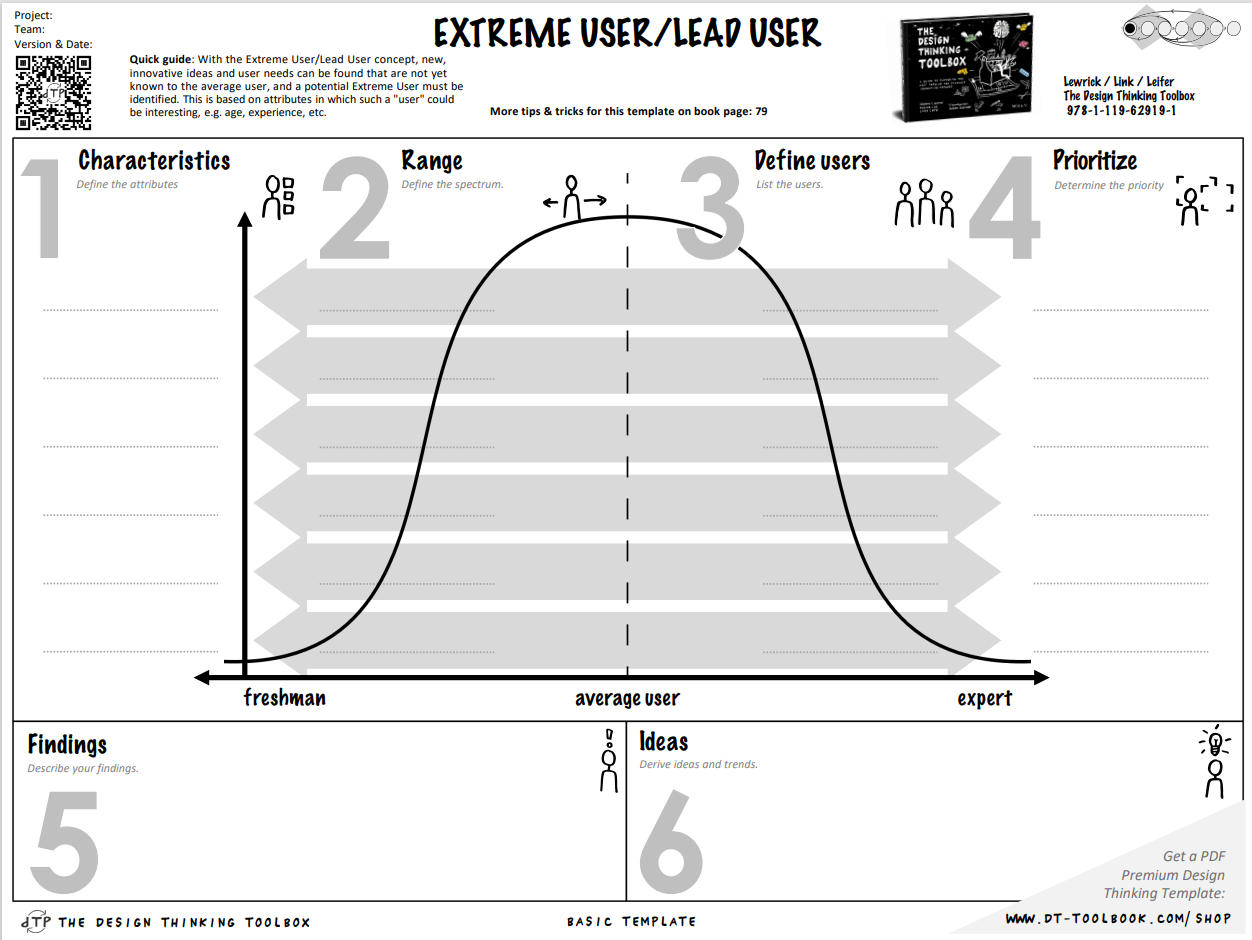 Project:
Team:
Version & Date:
EXTREME USER/LEAD USER
Quick guide: With the Extreme User/Lead User concept, new,
innovative ideas and user needs can be found that are not yet
known to the average user, and a potential Extreme User must be
identified. This is based on attributes in which such a "user" could
be interesting, e.g. age, experience, etc.
More tips & tricks for this template on book page: 79
THE
DESIGN
THINKING
TOOLBOX
Lewrick / Link / Leifer
The Design Thinking Toolbox
978-1-119-62919-1
dTP
1
Characteristics
Define the attributes
2
Range
Define the spectrum.
3
Define users
List the users.
4
Prioritize
Determine the priority
freshman
average user
expert
Findings
Describe your findings.
5
Ideas
Derive ideas and trends.
6
Get a PDF
Premium Design
Thinking Template:
dTP THE DESIGN THINKING TOOLBOX
BASIC TEMPLATE
WWW.DT-TOOLBOOK.COM/SHOP